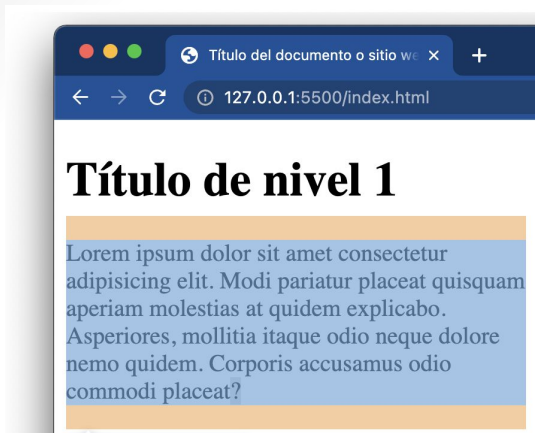 Título del documento o sitio we
127.0.0.1:5500/index.html
Título de nivel 1
Lorem ipsum dolor sit amet consectetur
adipisicing elit. Modi pariatur placeat quisquam
aperiam molestias at quidem explicabo.
Asperiores, mollitia itaque odio neque dolore
nemo quidem. Corporis accusamus odio
commodi placeat?